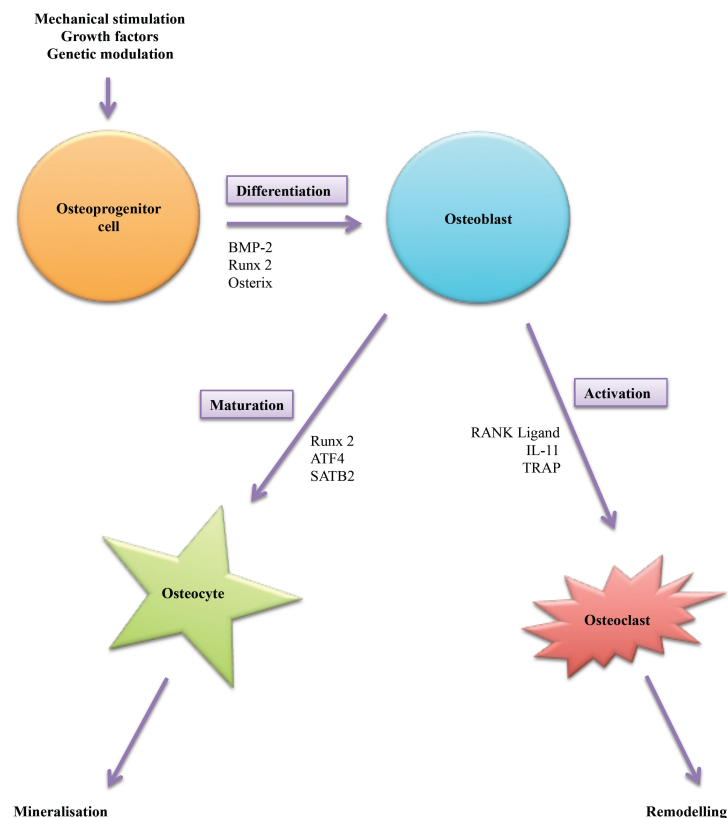 Mechanical stimulation
Growth factors
Genetic modulation
Osteoprogenitor
cell
Differentiation
BMP-2
Runx 2
Osterix
Osteoblast
Maturation
Runx 2
ATF4
SATB2
Activation
RANK Ligand
IL-11
TRAP
Osteocyte
Osteoclast
Mineralisation
Remodelling